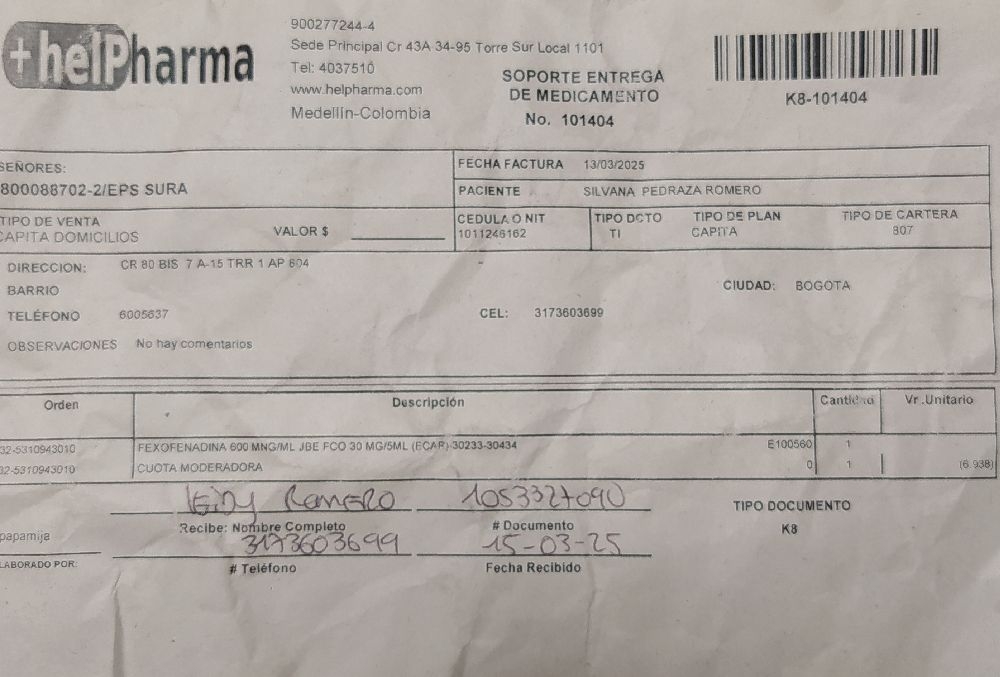 +helPharma
900277244-4
Sede Principal Cr 43A 34-95 Torre Sur Local 1101
Tel: 4037510
www.helpharma.com
Medellín-Colombia
SOPORTE ENTREGA
DE MEDICAMENTO
No. 101404
K8-101404
SEÑORES:
800088702-2/EPS SURA
FECHA FACTURA 13/03/2025
PACIENTE SILVANA PEDRAZA ROMERO
TIPO DE VENTA
CAPITA DOMICILIOS
VALOR $
CEDULA O NIT
1011246162
TIPO DCTO
TI
TIPO DE PLAN
CAPITA
TIPO DE CARTERA
807
DIRECCION: CR 80 BIS 7 A-15 TRR 1 AP 604
BARRIO
CIUDAD: BOGOTA
TELÉFONO 6005637
CEL: 3173603699
OBSERVACIONES No hay comentarios
Orden Descripción Cantidad Vr.Unitario
32-5310943010 FEXOFENADINA 600 MNG/ML JBE FCO 30 MG/5ML (ECAR)-30233-30434 E100560 1
32-5310943010 CUOTA MODERADORA 0 1 (6.938)
Leidy Romero 1053327090
Recibe: Nombre Completo # Documento
TIPO DOCUMENTO
K8
papamija
3173603699 15-03-25
LABORADO POR: # Teléfono Fecha Recibido